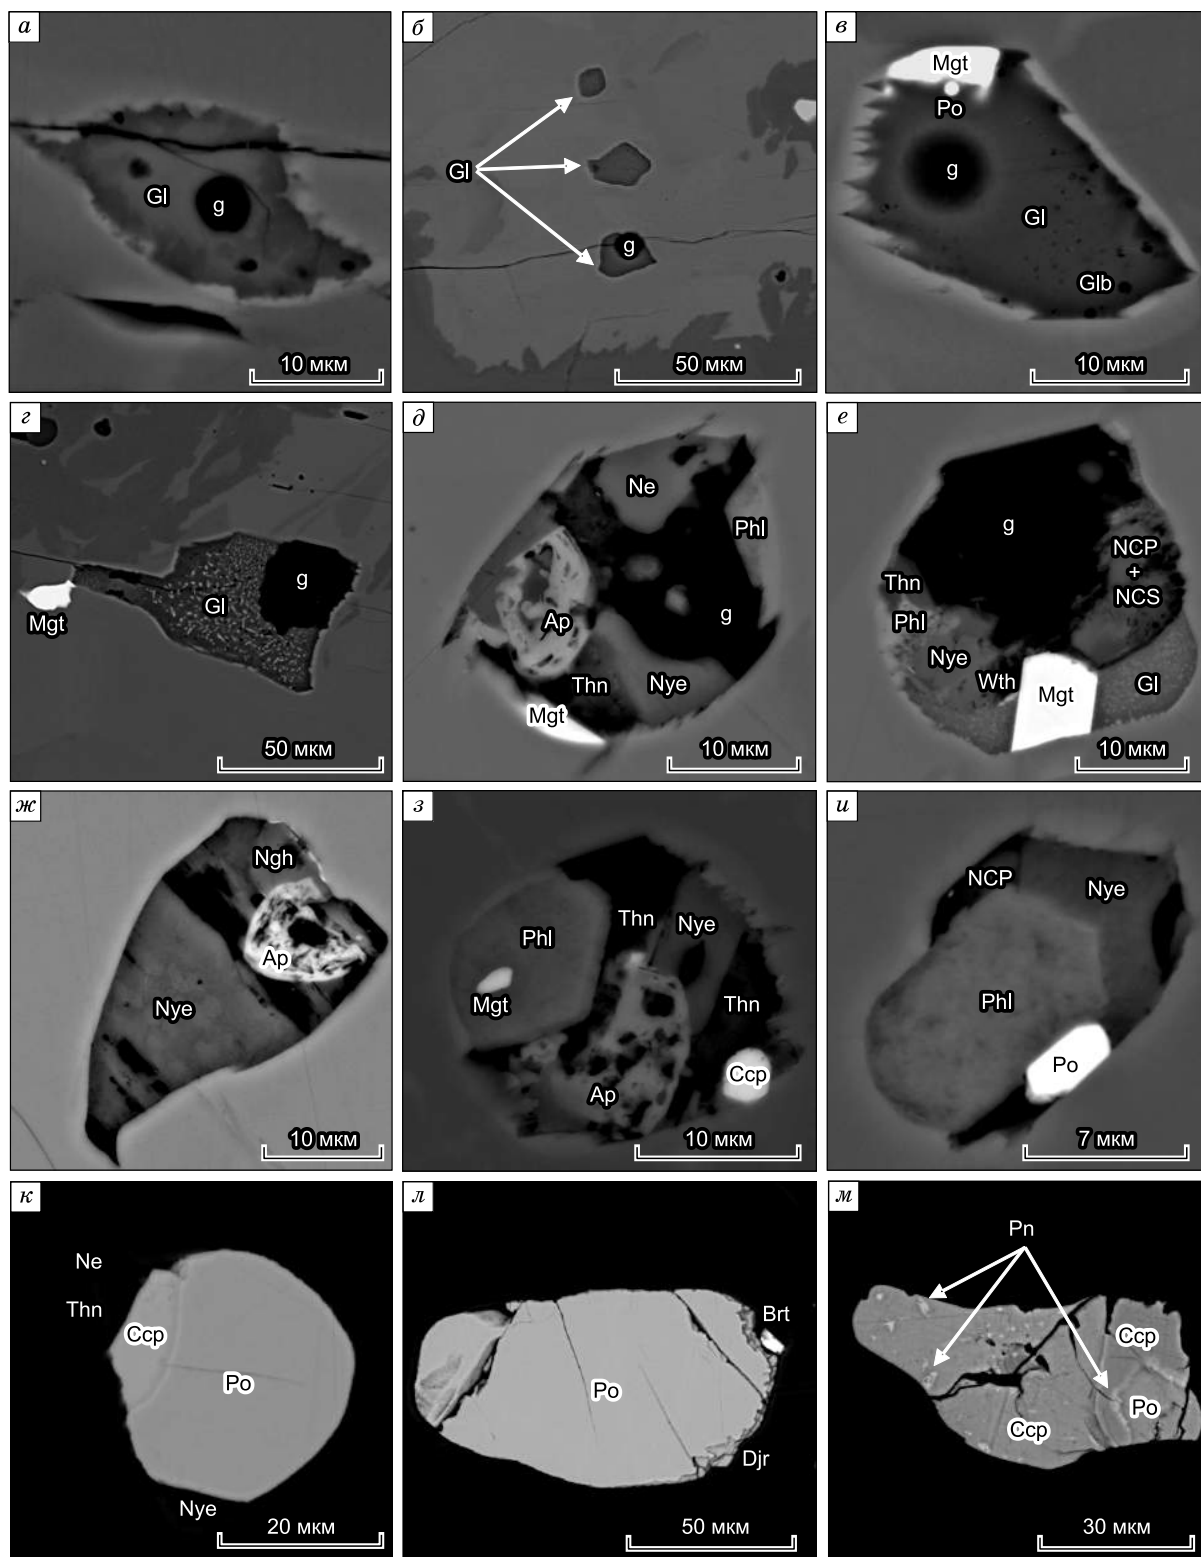 а
Gl
g
10 мкм
б
Gl
g
50 мкм
в
Mgt
Po
g
Gl
Glb
10 мкм
г
Mgt
Gl
g
50 мкм
д
Ne
Phl
Ap
g
Thn
Nye
Mgt
10 мкм
е
g
NCP
+
NCS
Thn
Phl
Nye
Wth
Mgt
Gl
10 мкм
ж
Ngh
Ap
Nye
10 мкм
з
Thn
Nye
Phl
Mgt
Thn
Ccp
Ap
10 мкм
и
NCP
Nye
Phl
Po
7 мкм
к
Ne
Thn
Ccp
Po
Nye
20 мкм
л
Brt
Po
Djr
50 мкм
м
Pn
Ccp
Po
Ccp
30 мкм